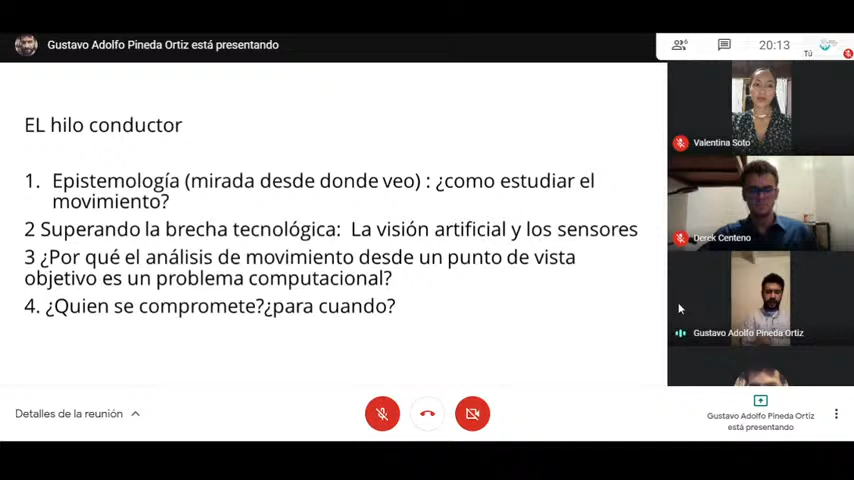 Gustavo Adolfo Pineda Ortiz está presentando
6
20:13
Tú
EL hilo conductor
1. Epistemología (mirada desde donde veo) : ¿como estudiar el
movimiento?
2 Superando la brecha tecnológica: La visión artificial y los sensores
3 ¿Por qué el análisis de movimiento desde un punto de vista
objetivo es un problema computacional?
4. ¿Quien se compromete?¿para cuando?
Valentina Soto
Derek Centeno
Gustavo Adolfo Pineda Ortiz
Detalles de la reunión
Gustavo Adolfo Pineda Ortiz
está presentando